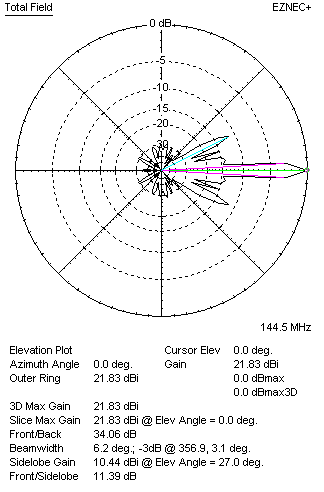 Total Field
EZNEC+
0 dB
-5
-10
-15
-20
-30
144.5 MHz
Elevation Plot
Cursor Elev 0.0 deg.
Azimuth Angle 0.0 deg.
Gain 21.83 dBi
Outer Ring 21.83 dBi
0.0 dBmax
0.0 dBmax3D
3D Max Gain 21.83 dBi
Slice Max Gain 21.83 dBi @ Elev Angle = 0.0 deg.
Front/Back 34.06 dB
Beamwidth 6.2 deg.; -3dB @ 356.9, 3.1 deg.
Sidelobe Gain 10.44 dBi @ Elev Angle = 27.0 deg.
Front/Sidelobe 11.39 dB